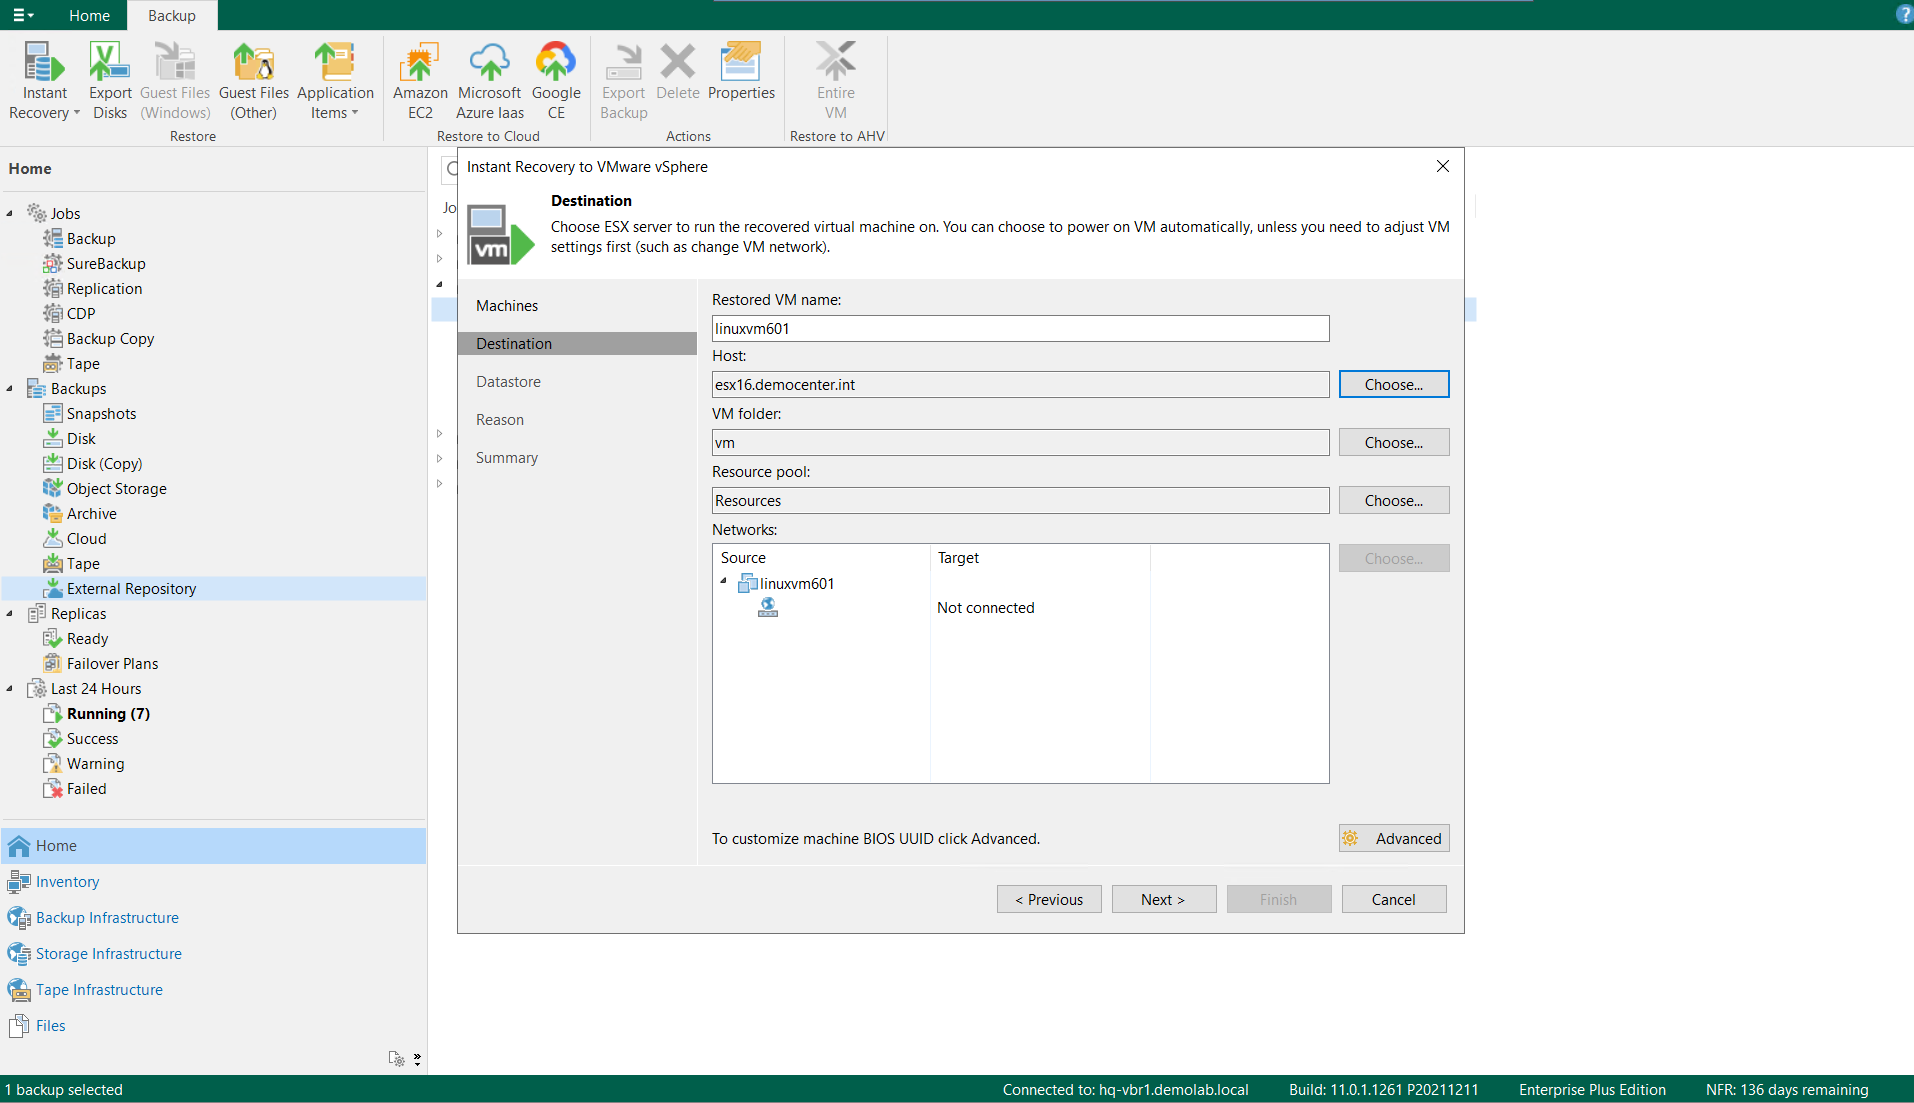 Home Backup
?
Instant Recovery
Export Disks
Guest Files (Windows)
Guest Files (Other)
Application Items
Restore
Amazon EC2
Microsoft Azure Iaas
Google CE
Restore to Cloud
Export Backup
Delete
Properties
Actions
Entire VM
Restore to AHV
Home
Jobs
Backup
SureBackup
Replication
CDP
Backup Copy
Tape
Backups
Snapshots
Disk
Disk (Copy)
Object Storage
Archive
Cloud
Tape
External Repository
Replicas
Ready
Failover Plans
Last 24 Hours
Running (7)
Success
Warning
Failed
Home
Inventory
Backup Infrastructure
Storage Infrastructure
Tape Infrastructure
Files
Jo
Instant Recovery to VMware vSphere
vm
Destination
Choose ESX server to run the recovered virtual machine on. You can choose to power on VM automatically, unless you need to adjust VM
settings first (such as change VM network).
Machines
Destination
Datastore
Reason
Summary
Restored VM name:
linuxvm601
Host:
esx16.democenter.int Choose...
VM folder:
vm Choose...
Resource pool:
Resources Choose...
Networks:
Source Target Choose...
linuxvm601
Not connected
To customize machine BIOS UUID click Advanced. Advanced
< Previous Next > Finish Cancel
1 backup selected Connected to: hq-vbr1.demolab.local Build: 11.0.1.1261 P20211211 Enterprise Plus Edition NFR: 136 days remaining